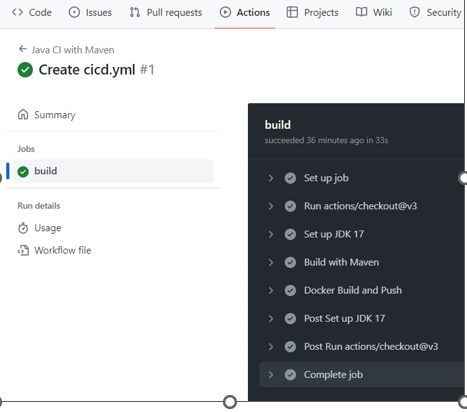 Code Issues Pull requests Actions Projects Wiki Security
Java CI with Maven
Create cicd.yml #1
Summary
Jobs
build
Run details
Usage
Workflow file
build
succeeded 36 minutes ago in 33s
Set up job
Run actions/checkout@v3
Set up JDK 17
Build with Maven
Docker Build and Push
Post Set up JDK 17
Post Run actions/checkout@v3
Complete job